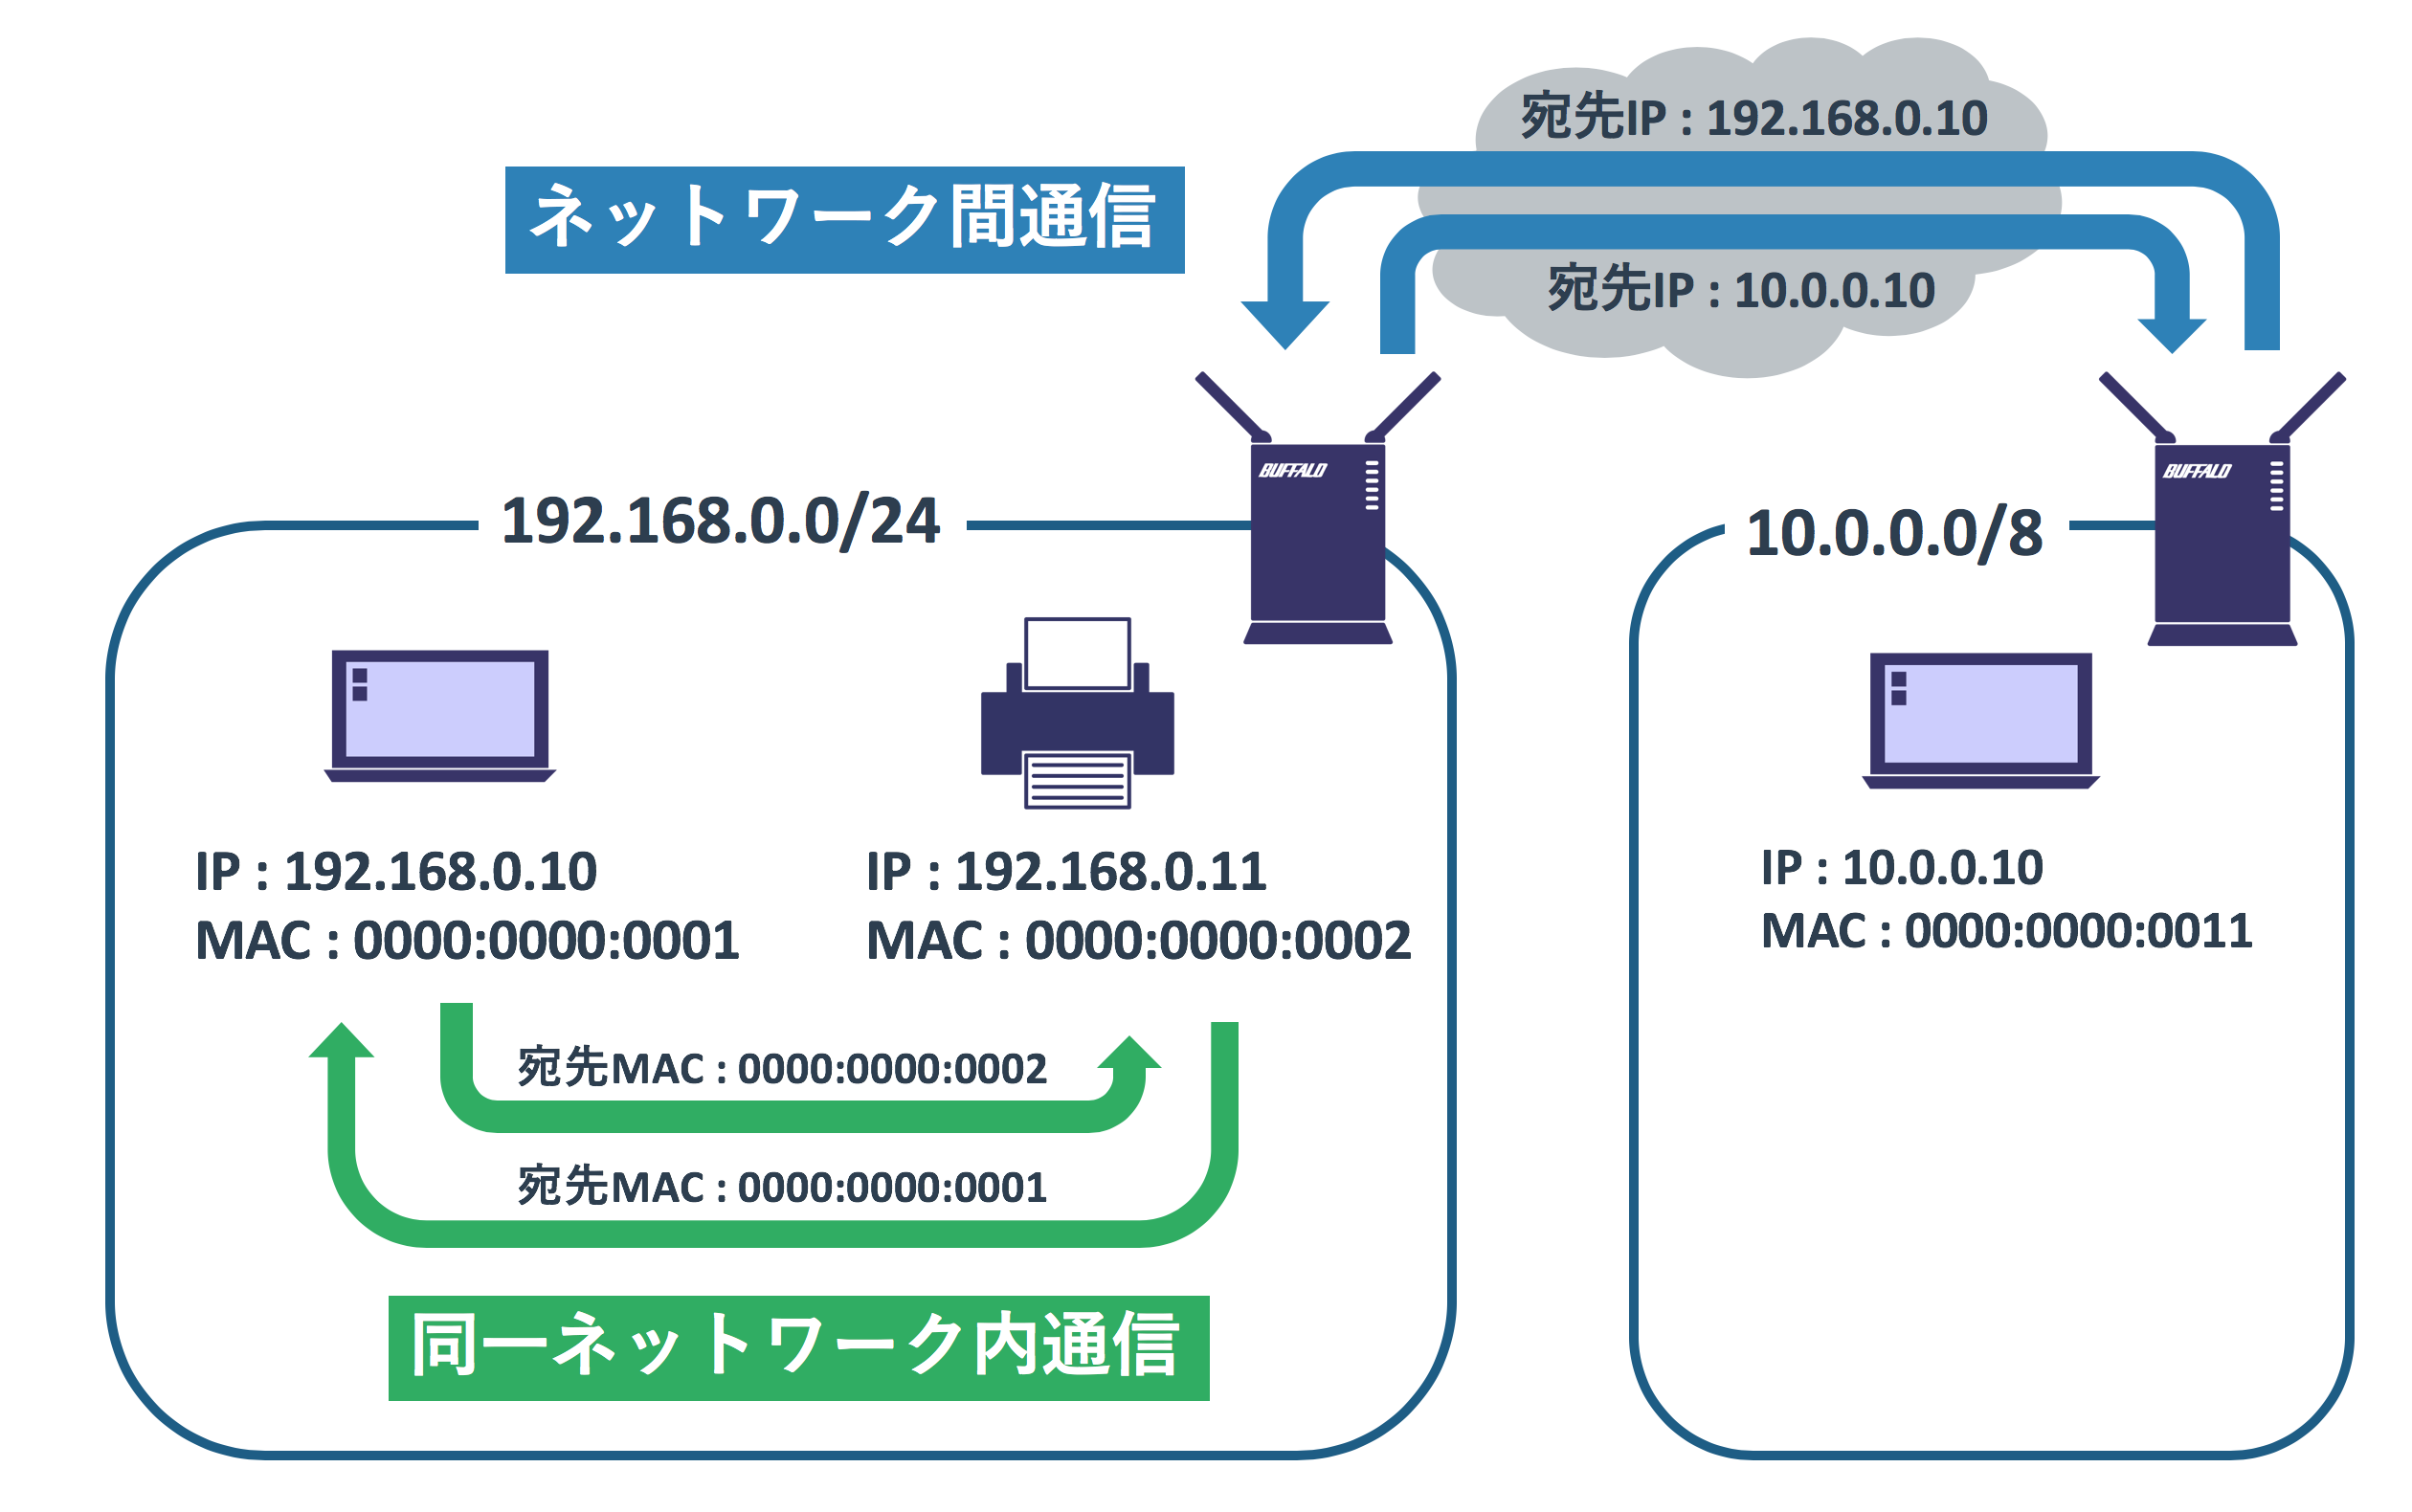 宛先IP : 192.168.0.10
ネットワーク間通信
宛先IP : 10.0.0.10
BUFFALO
BUFFALO
192.168.0.0/24
10.0.0.0/8
IP : 192.168.0.10
MAC : 0000:0000:0001
IP : 192.168.0.11
MAC : 0000:0000:0002
IP : 10.0.0.10
MAC : 0000:0000:0011
宛先MAC : 0000:0000:0002
宛先MAC : 0000:0000:0001
同一ネットワーク内通信